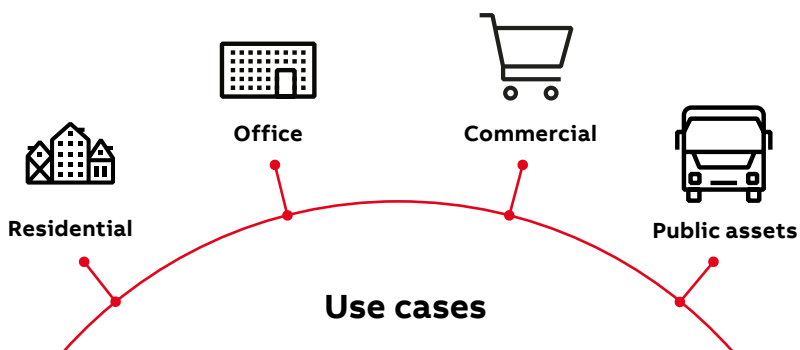 Office
Commercial
Residential
Public assets
Use cases